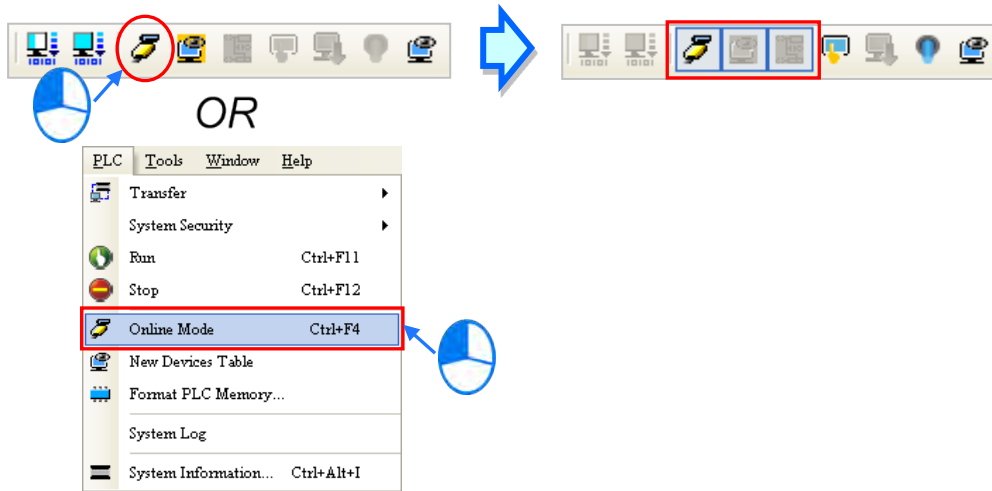 OR
PLC Tools Window Help
Transfer
System Security
Run Ctrl+F11
Stop Ctrl+F12
Online Mode Ctrl+F4
New Devices Table
Format PLC Memory...
System Log
System Information... Ctrl+Alt+I